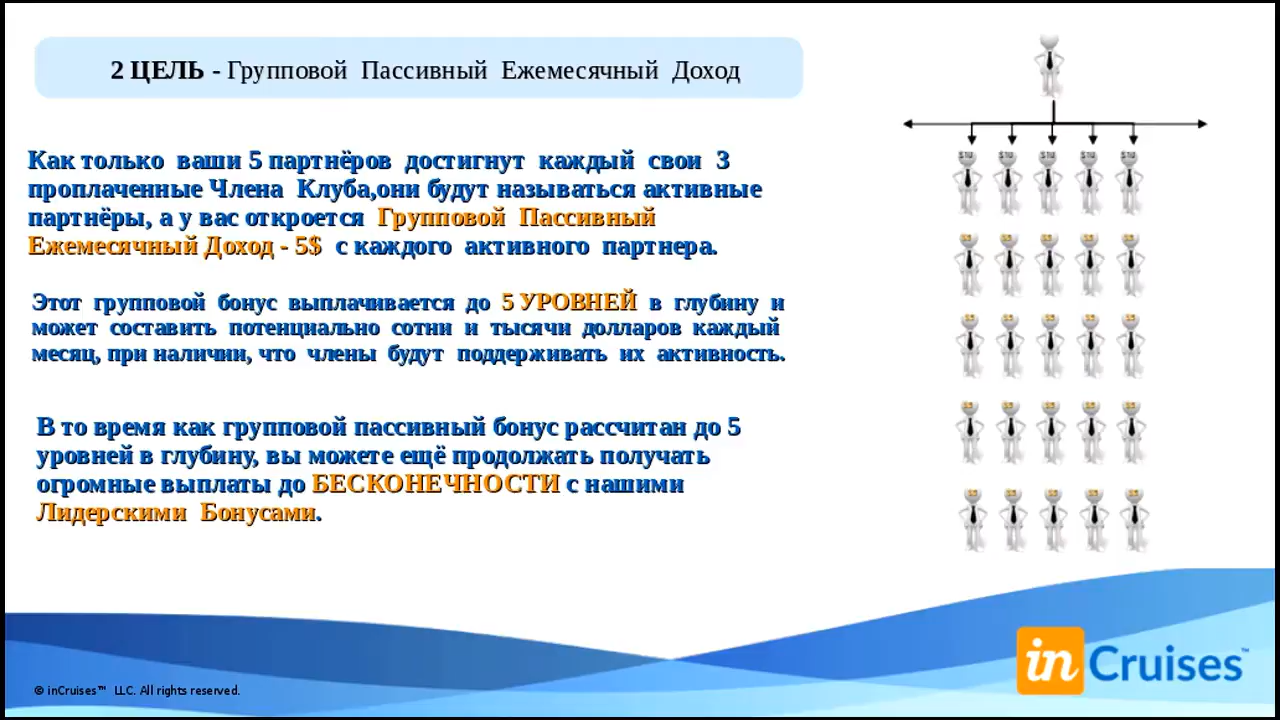 2 ЦЕЛЬ - Групповой Пассивный Ежемесячный Доход
Как только ваши 5 партнёров достигнут каждый свои 3
проплаченные Члена Клуба,они будут называться активные
партнёры, а у вас откроется Групповой Пассивный
Ежемесячный Доход - 5$ с каждого активного партнера.
Этот групповой бонус выплачивается до 5 УРОВНЕЙ в глубину и
может составить потенциально сотни и тысячи долларов каждый
месяц, при наличии, что члены будут поддерживать их активность.
В то время как групповой пассивный бонус рассчитан до 5
уровней в глубину, вы можете ещё продолжать получать
огромные выплаты до БЕСКОНЕЧНОСТИ с нашими
Лидерскими Бонусами.
in Cruises™
© inCruises™ LLC. All rights reserved.